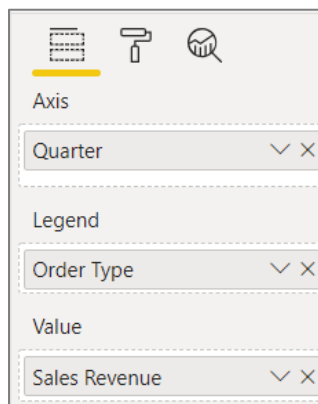 Axis
Quarter
Legend
Order Type
Value
Sales Revenue